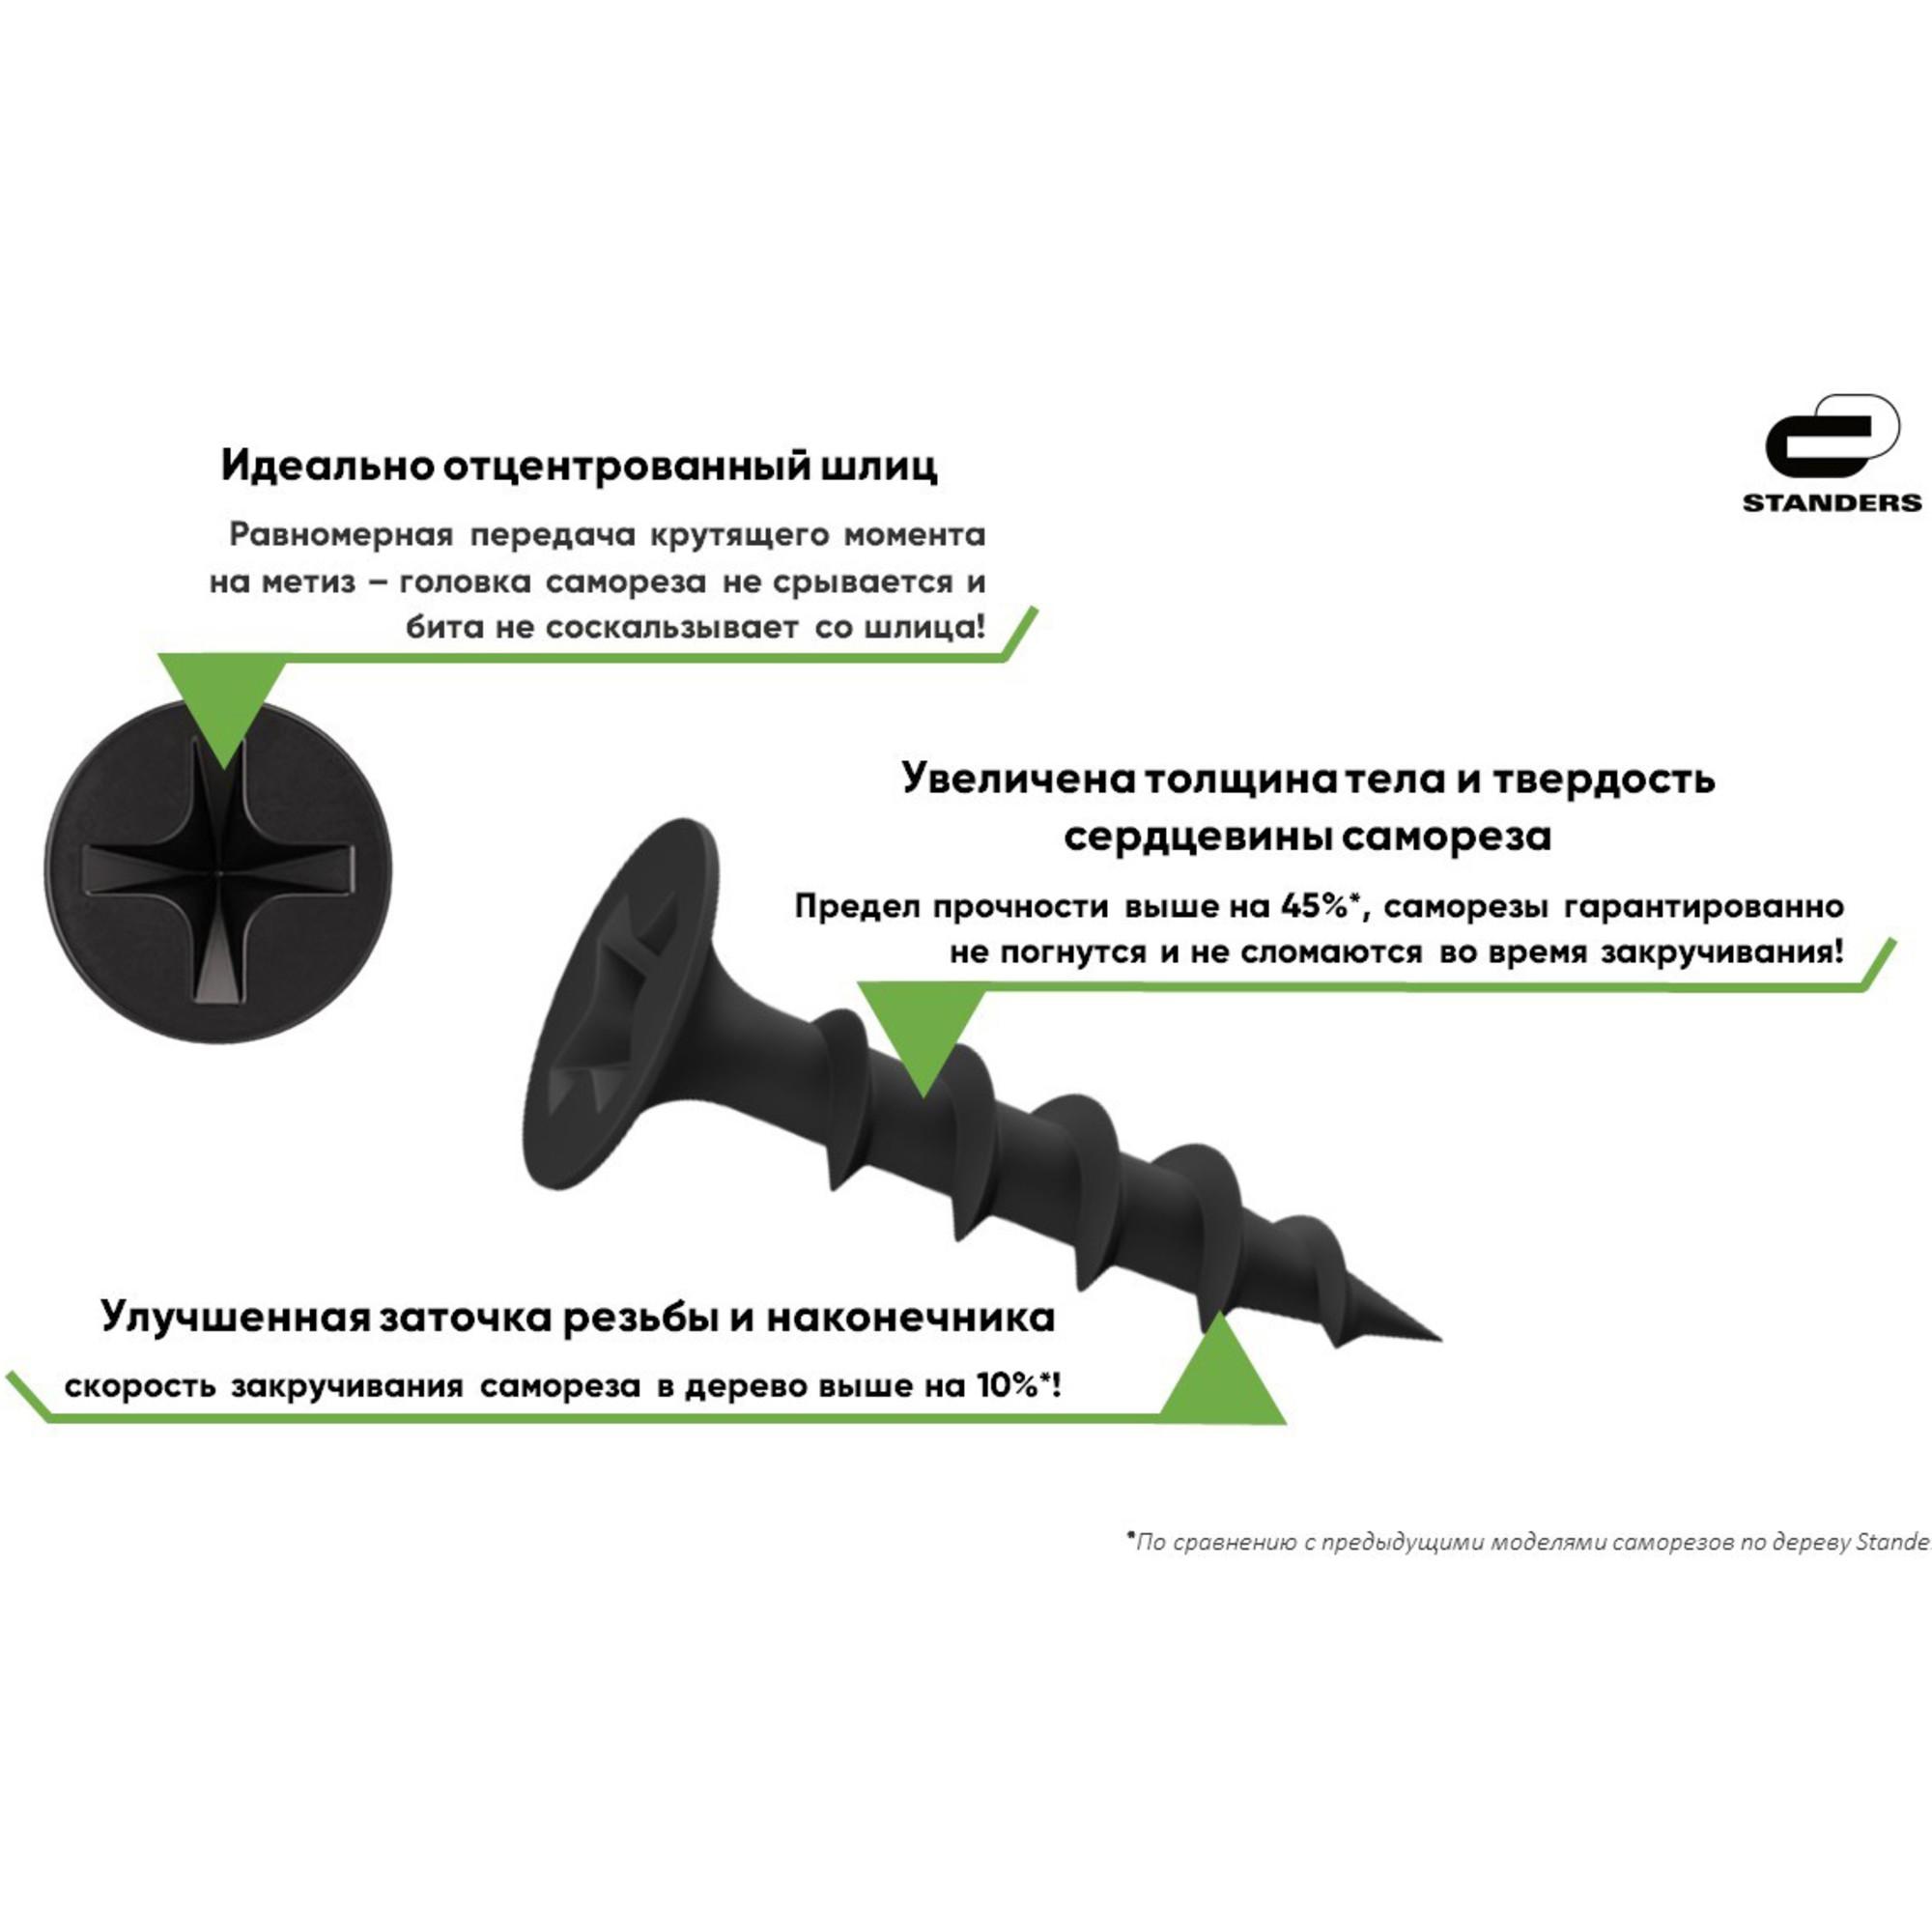 STANDERS
Идеально отцентрованный шлиц
Равномерная передача крутящего момента
на метиз – головка самореза не срывается и
бита не соскальзывает со шлица!
Увеличена толщина тела и твердость
сердцевины самореза
Предел прочности выше на 45%*, саморезы гарантированно
не погнутся и не сломаются во время закручивания!
Улучшенная заточка резьбы и наконечника
скорость закручивания самореза в дерево выше на 10%*!
*По сравнению с предыдущими моделями саморезов по дереву Stande